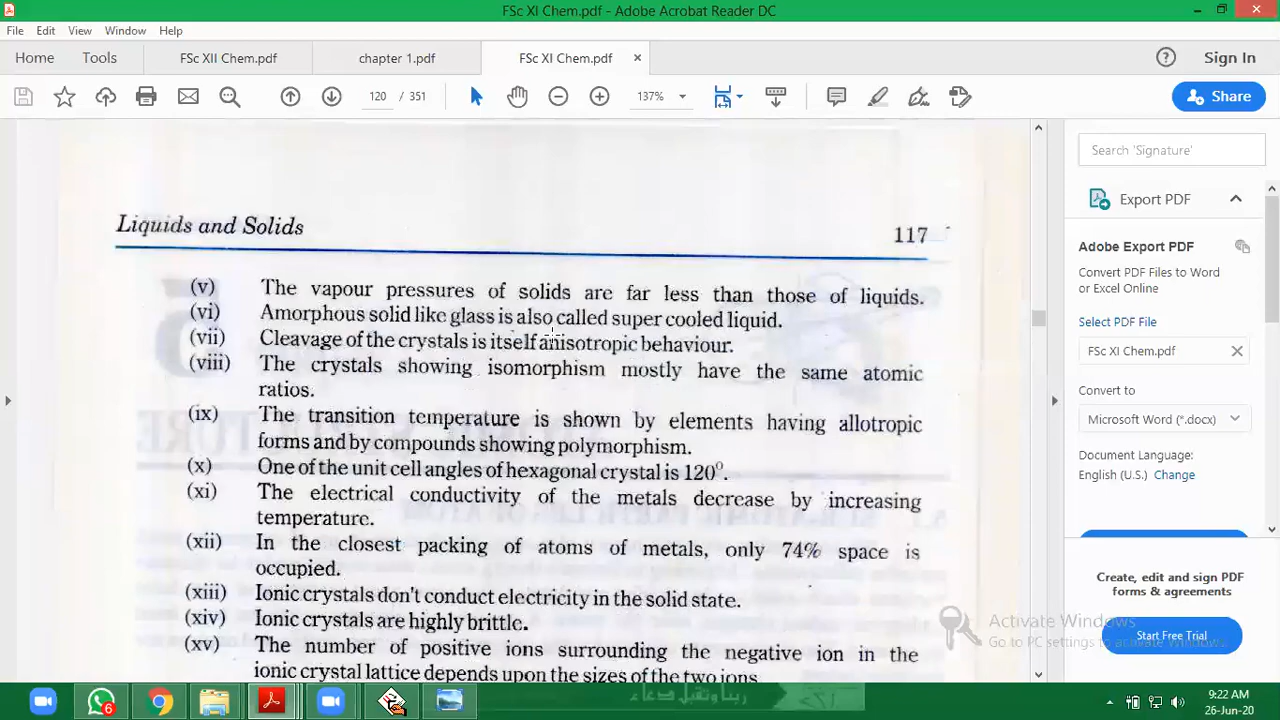 FSc XI Chem.pdf - Adobe Acrobat Reader DC
File Edit View Window Help
Home Tools FSc XII Chem.pdf chapter 1.pdf FSc XI Chem.pdf × Sign In
120 / 351 137% Share
Liquids and Solids 117
(v) The vapour pressures of solids are far less than those of liquids.
(vi) Amorphous solid like glass is also called super cooled liquid.
(vii) Cleavage of the crystals is itself anisotropic behaviour.
(viii) The crystals showing isomorphism mostly have the same atomic
ratios.
(ix) The transition temperature is shown by elements having allotropic
forms and by compounds showing polymorphism.
(x) One of the unit cell angles of hexagonal crystal is 120°.
(xi) The electrical conductivity of the metals decrease by increasing
temperature.
(xii) In the closest packing of atoms of metals, only 74% space is
occupied.
(xiii) Ionic crystals don't conduct electricity in the solid state.
(xiv) Ionic crystals are highly brittle.
(xv) The number of positive ions surrounding the negative ion in the
ionic crystal lattice depends upon the sizes of the two ions.
Search 'Signature'
Export PDF
Adobe Export PDF
Convert PDF Files to Word
or Excel Online
Select PDF File
FSc XI Chem.pdf
Convert to
Microsoft Word (*.docx)
Document Language:
English (U.S.) Change
Create, edit and sign PDF
forms & agreements
Start Free Trial
Activate Windows
Go to PC settings to activate Windows.
6
ربنا وتقبل دعاء
9:22 AM
26-Jun-20